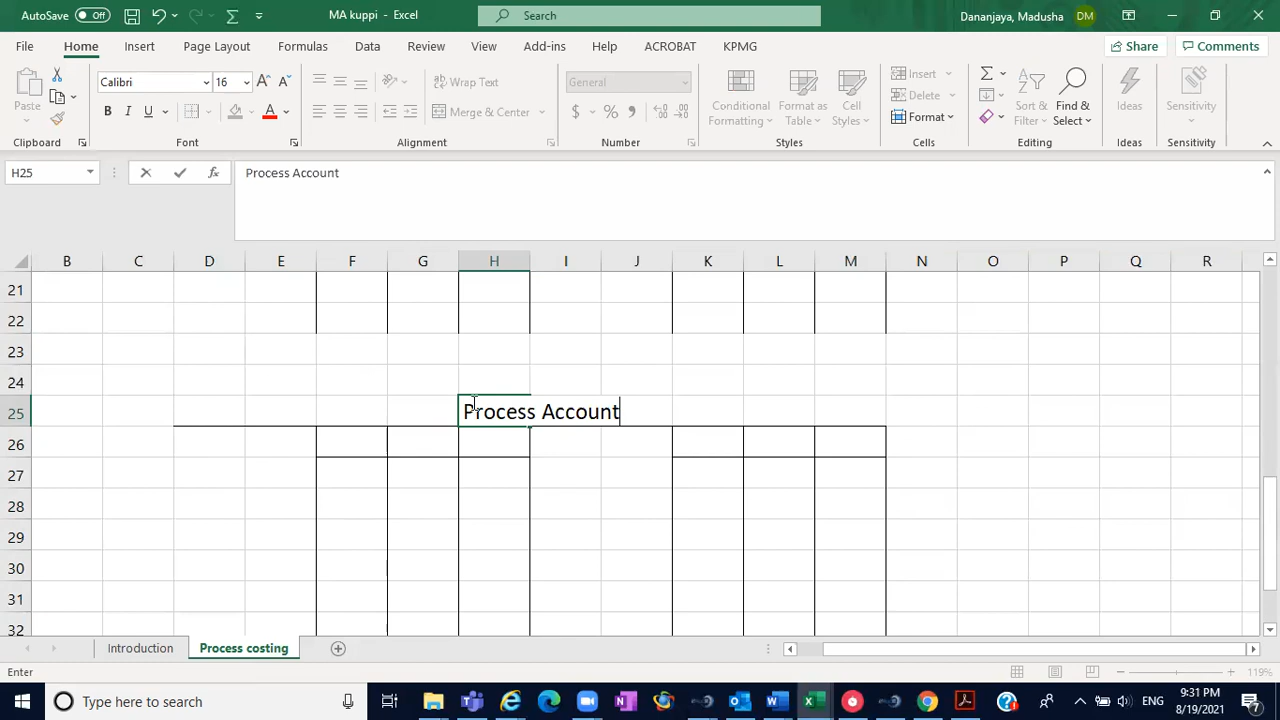 AutoSave Off MA kuppi - Excel Search Dananjaya, Madusha DM
File Home Insert Page Layout Formulas Data Review View Add-ins Help ACROBAT KPMG Share Comments
Paste Calibri 16 A A Wrap Text General Insert Σ
B I U A Merge & Center $ % Conditional Formatting Format as Table Cell Styles Delete Format Sort & Filter Find & Select Ideas Sensitivity
Clipboard Font Alignment Number Styles Cells Editing Ideas Sensitivity
H25 fx Process Account
B C D E F G H I J K L M N O P Q R
21
22
23
24
25 Process Account
26
27
28
29
30
31
32
Introduction Process costing
Enter 119%
Type here to search ENG 9:31 PM
8/19/2021 7